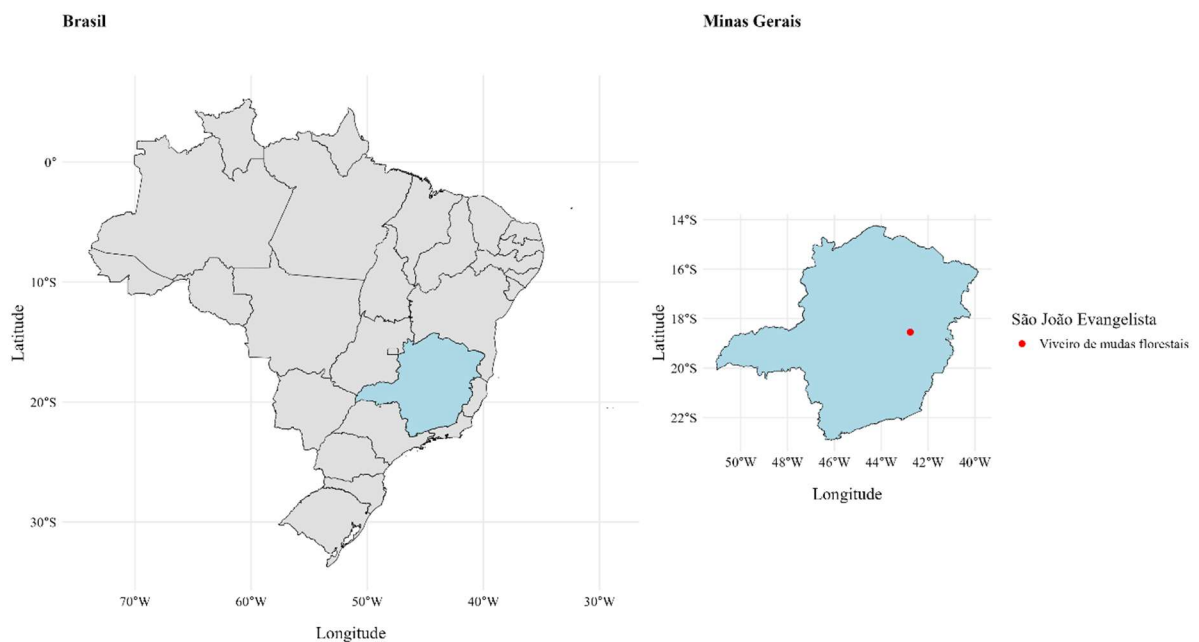 Brasil
0°
10°S
20°S
30°S
Latitude
70°W 60°W 50°W 40°W 30°W
Longitude
Minas Gerais
14°S
16°S
18°S
20°S
22°S
Latitude
50°W 48°W 46°W 44°W 42°W 40°W
Longitude
São João Evangelista
Viveiro de mudas florestais